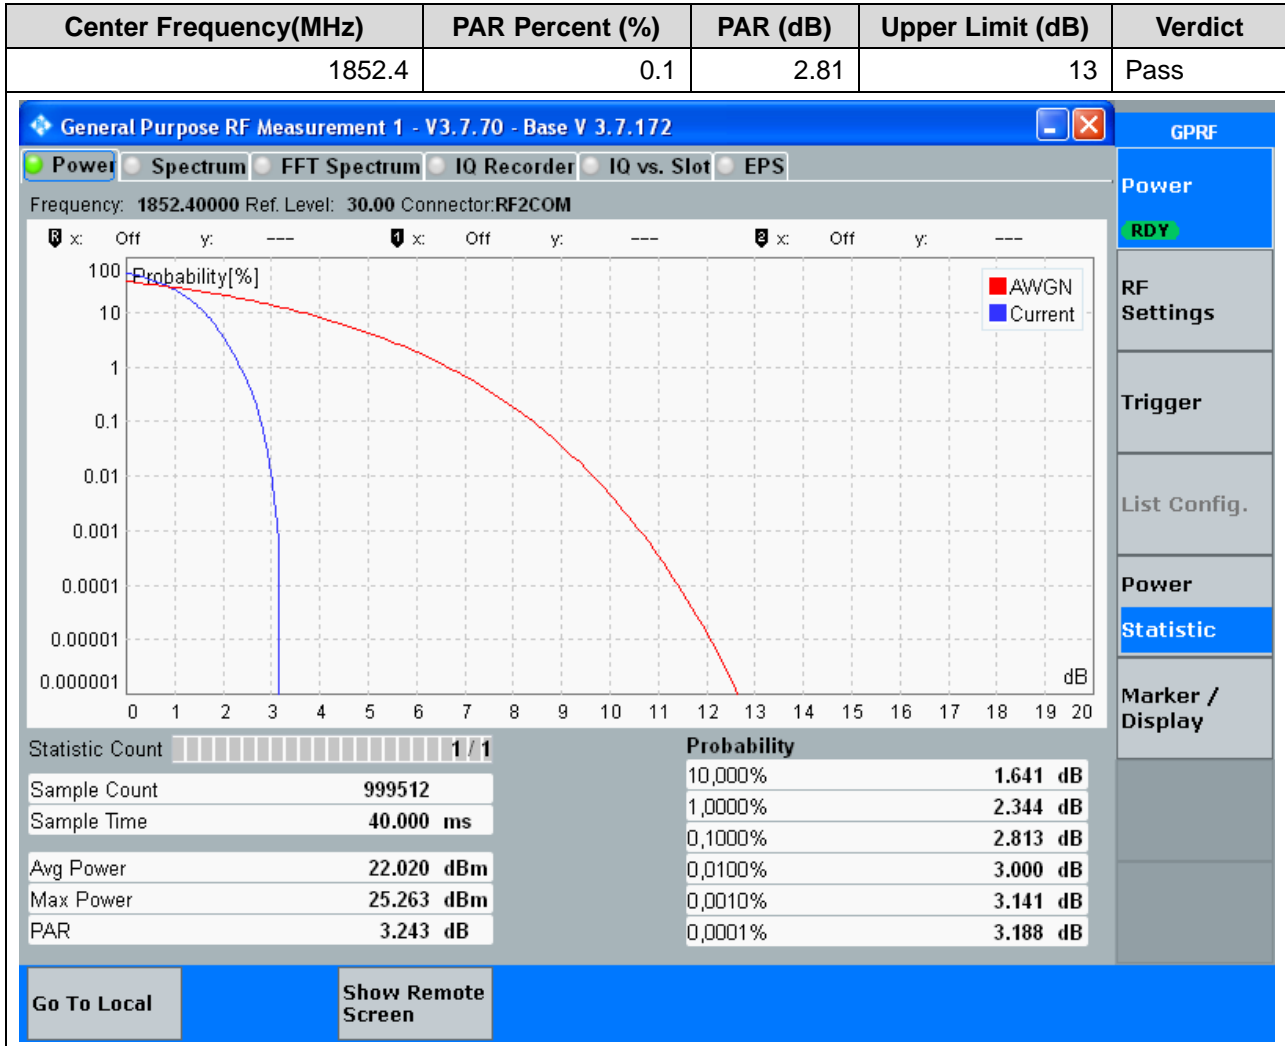 Center Frequency(MHz) PAR Percent (%) PAR (dB) Upper Limit (dB) Verdict
1852.4 0.1 2.81 13 Pass
General Purpose RF Measurement 1 - V3.7.70 - Base V 3.7.172
GPRF
Power Spectrum FFT Spectrum IQ Recorder IQ vs. Slot EPS
Frequency: 1852.40000 Ref. Level: 30.00 Connector:RF2COM
R x: Off y: --- 1 x: Off y: --- 2 x: Off y: ---
Probability[%]
AWGN
Current
100
10
1
0.1
0.01
0.001
0.0001
0.00001
0.000001
dB
0 1 2 3 4 5 6 7 8 9 10 11 12 13 14 15 16 17 18 19 20
Statistic Count 1 / 1
Sample Count 999512
Sample Time 40.000 ms
Avg Power 22.020 dBm
Max Power 25.263 dBm
PAR 3.243 dB
Probability
10,000% 1.641 dB
1,0000% 2.344 dB
0,1000% 2.813 dB
0,0100% 3.000 dB
0,0010% 3.141 dB
0,0001% 3.188 dB
Power
RDY
RF
Settings
Trigger
List Config.
Power
Statistic
Marker /
Display
Go To Local
Show Remote
Screen